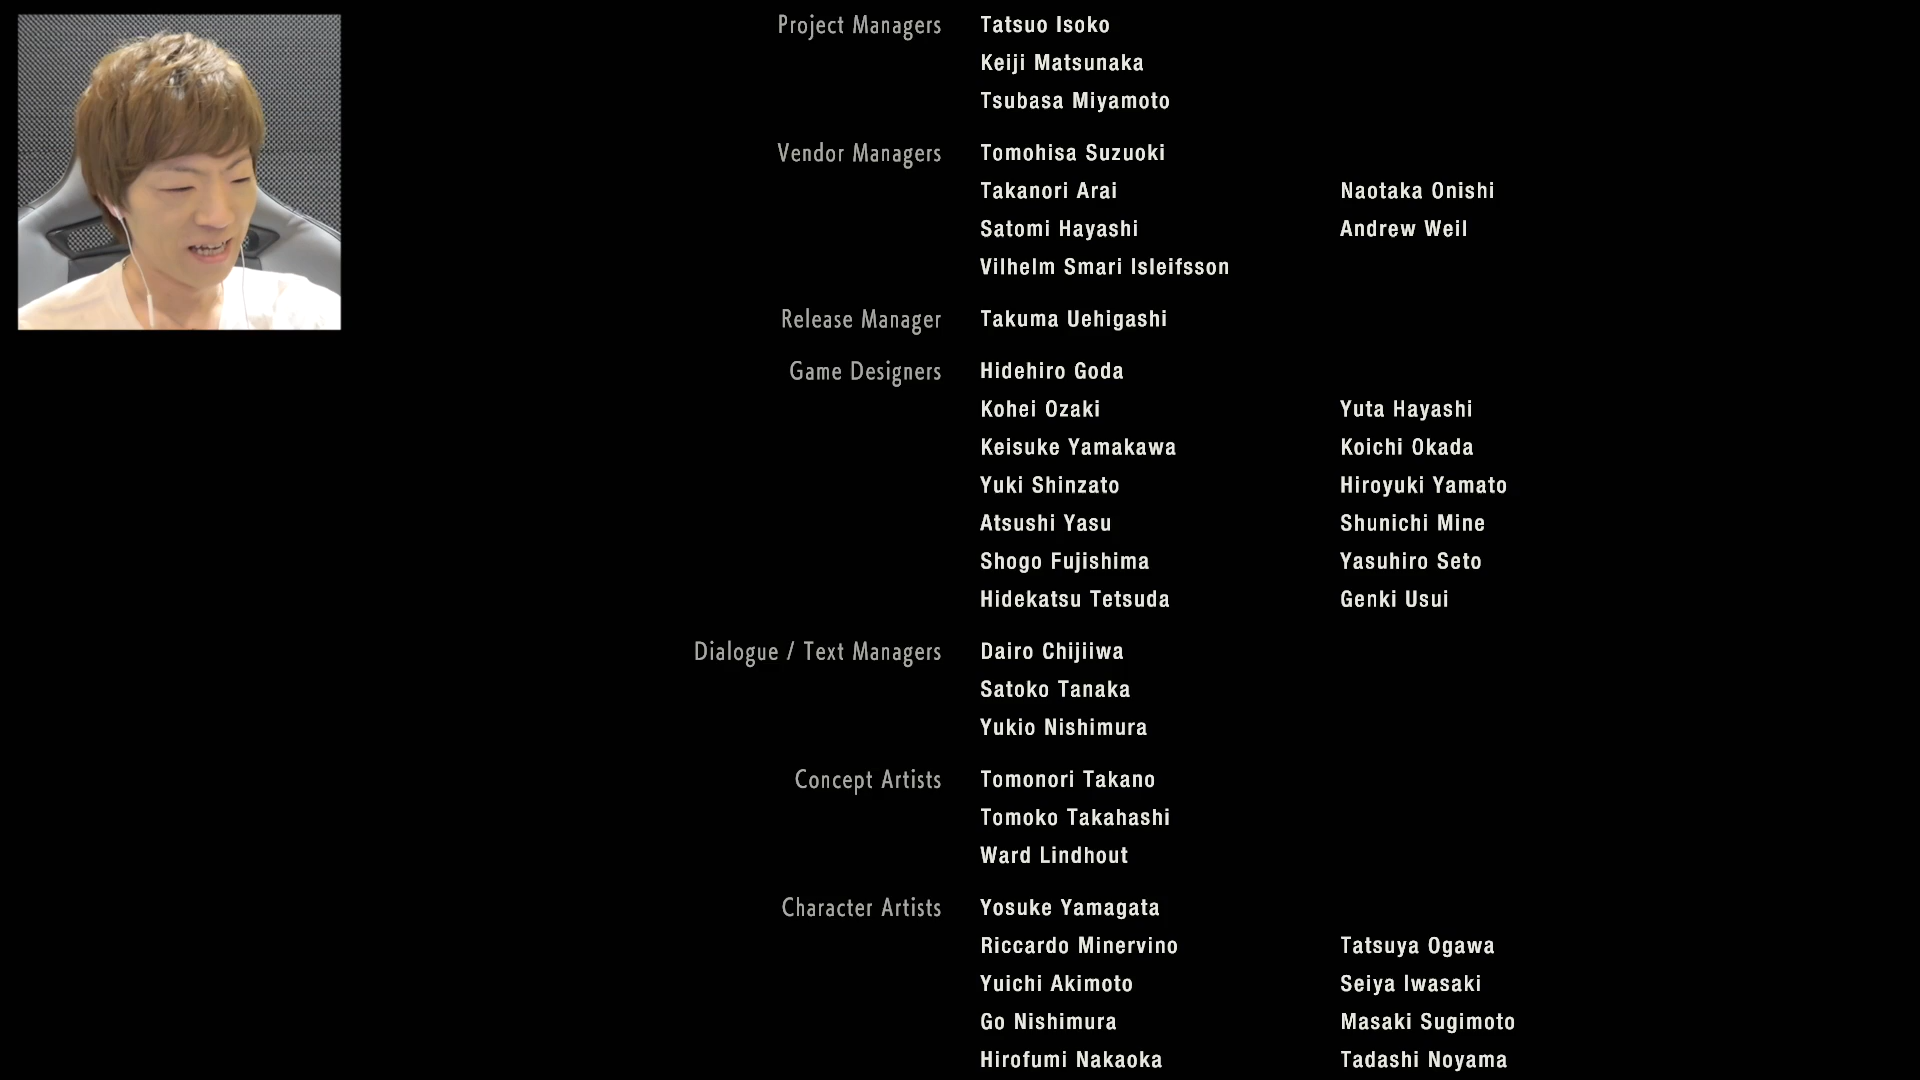 Project Managers Tatsuo Isoko
Keiji Matsunaka
Tsubasa Miyamoto
Vendor Managers Tomohisa Suzuoki
Takanori Arai Naotaka Onishi
Satomi Hayashi Andrew Weil
Vilhelm Smari Isleifsson
Release Manager Takuma Uehigashi
Game Designers Hidehiro Goda
Kohei Ozaki Yuta Hayashi
Keisuke Yamakawa Koichi Okada
Yuki Shinzato Hiroyuki Yamato
Atsushi Yasu Shunichi Mine
Shogo Fujishima Yasuhiro Seto
Hidekatsu Tetsuda Genki Usui
Dialogue / Text Managers Dairo Chijiiwa
Satoko Tanaka
Yukio Nishimura
Concept Artists Tomonori Takano
Tomoko Takahashi
Ward Lindhout
Character Artists Yosuke Yamagata
Riccardo Minervino Tatsuya Ogawa
Yuichi Akimoto Seiya Iwasaki
Go Nishimura Masaki Sugimoto
Hirofumi Nakaoka Tadashi Noyama